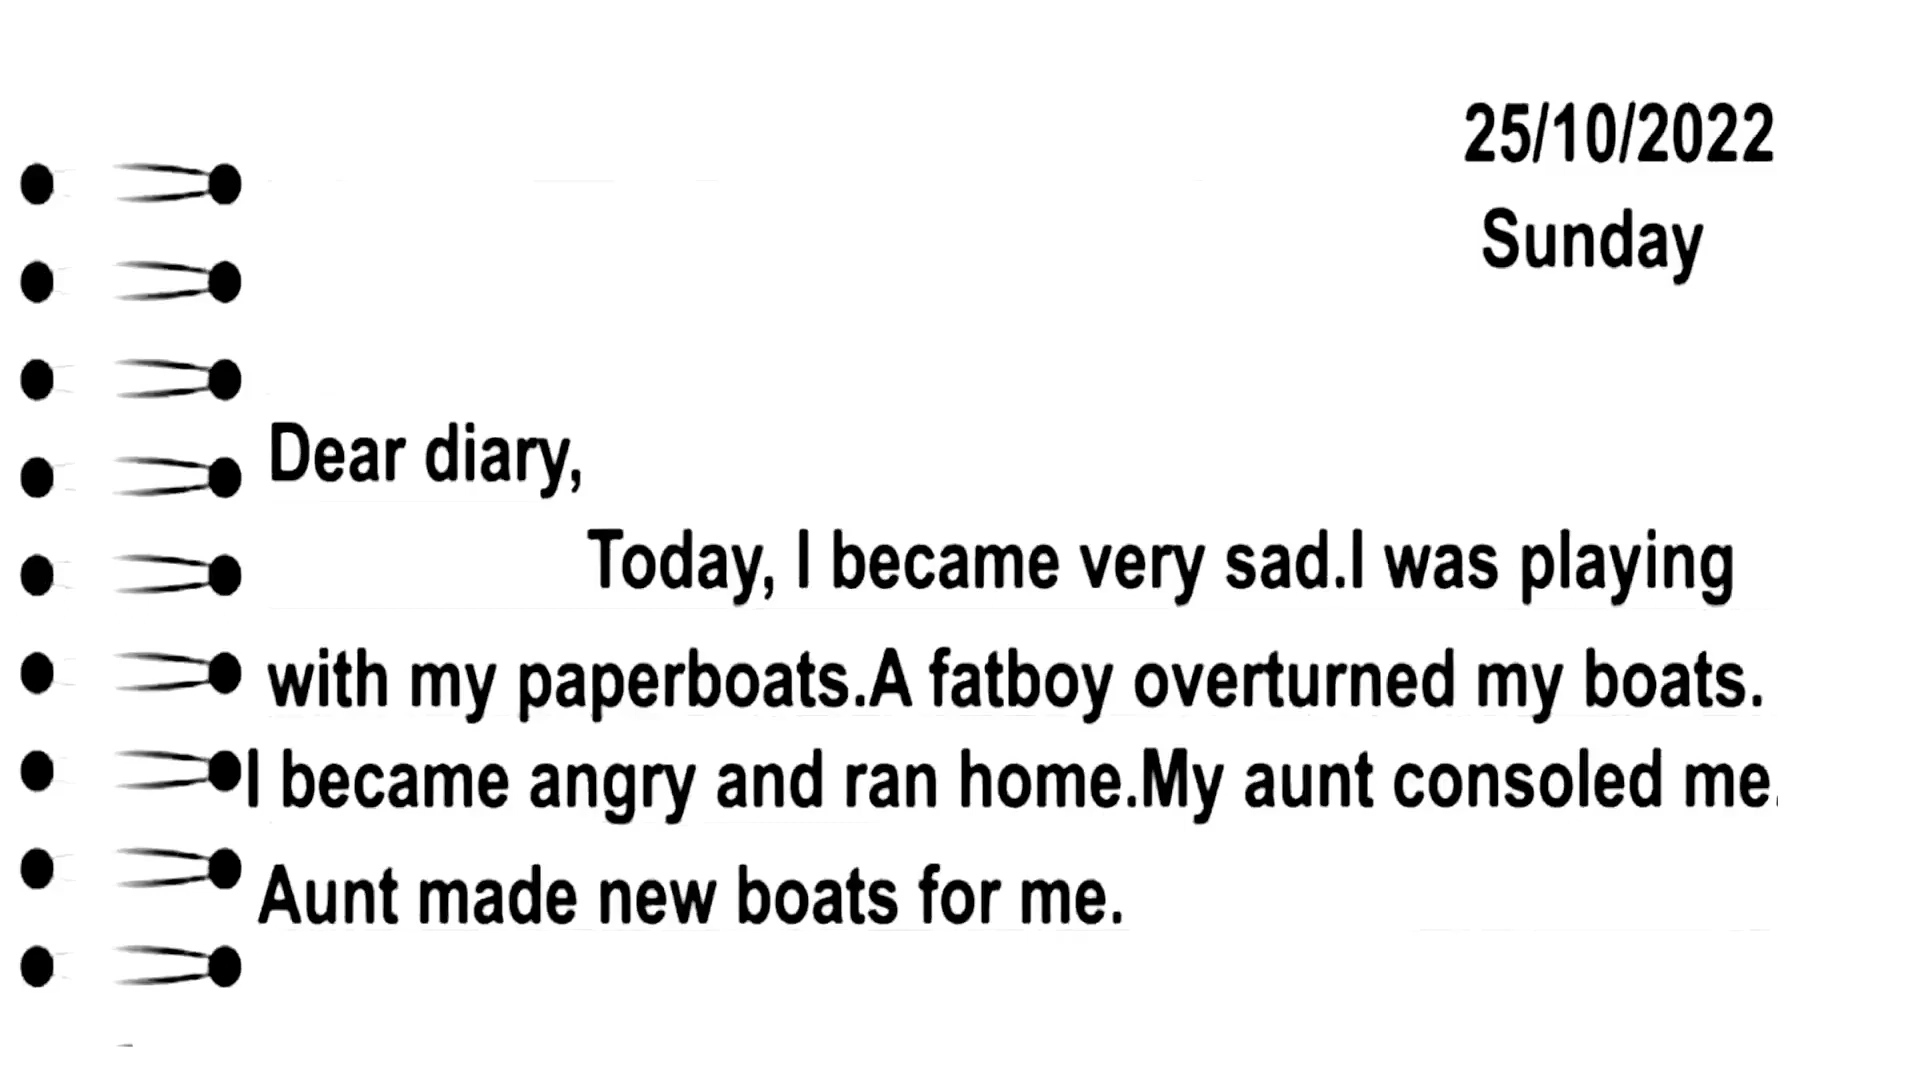 25/10/2022
Sunday
Dear diary,
Today, I became very sad.I was playing
with my paperboats.A fatboy overturned my boats.
I became angry and ran home.My aunt consoled me.
Aunt made new boats for me.